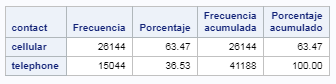 contact Frecuencia Porcentaje Frecuencia acumulada Porcentaje acumulado
cellular 26144 63.47 26144 63.47
telephone 15044 36.53 41188 100.00